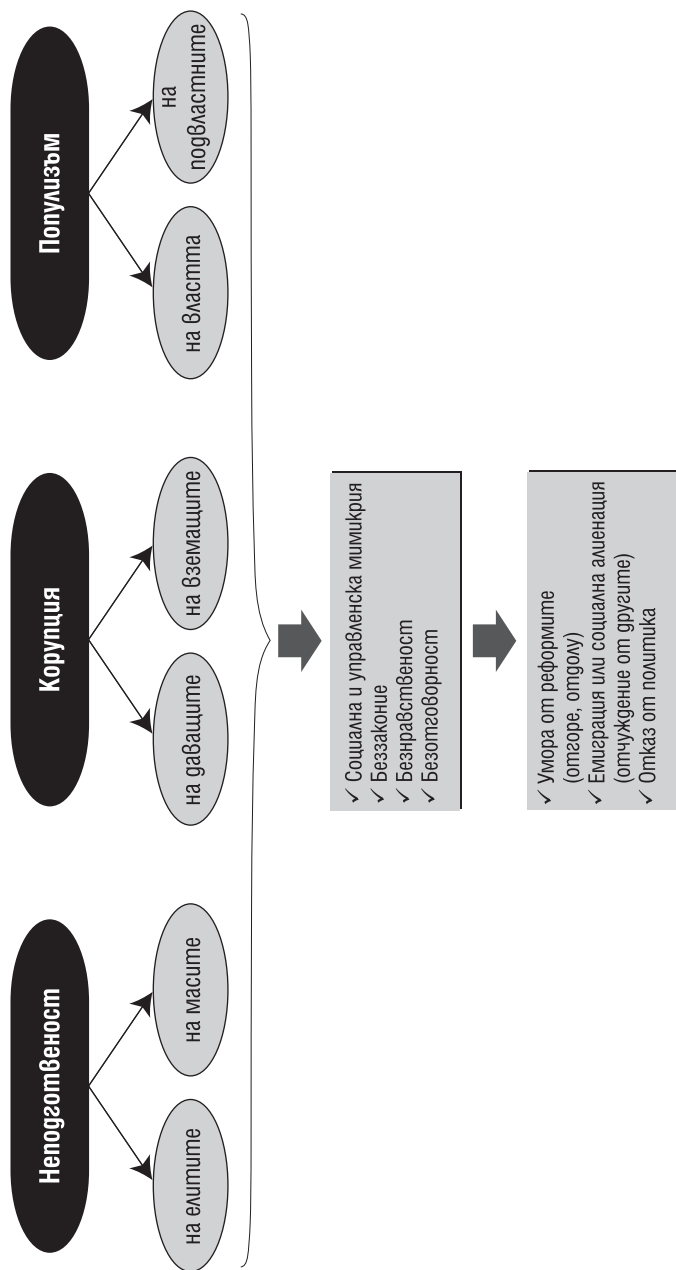 Неподготвеност
Корупция
Популизъм
на елитите
на масите
на даващите
на вземащите
на властта
на
подвластните
✓ Социална и управленска мимикрия
✓ Беззаконие
✓ Безнравственост
✓ Безотговорност
✓ Умора от реформите
(отгоре, отдолу)
✓ Емиграция или социална алиенация
(отчуждение от другите)
✓ Отказ от политика